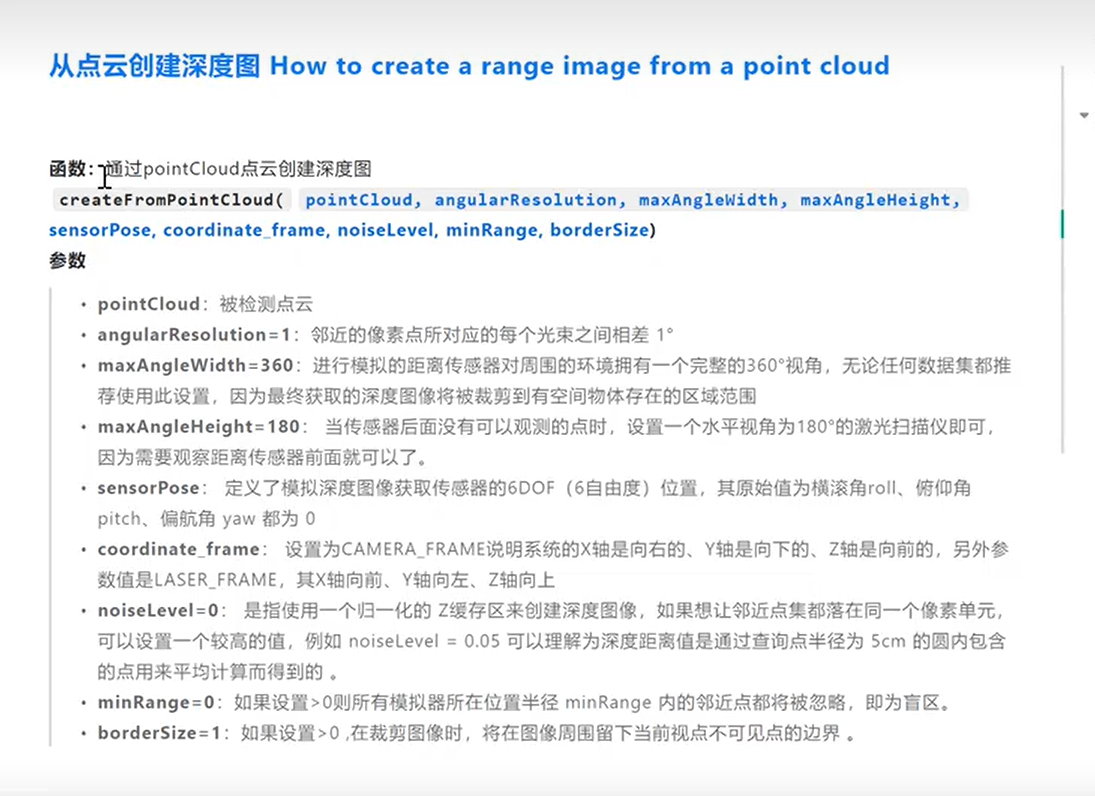 从点云创建深度图 How to create a range image from a point cloud
函数：通过pointCloud点云创建深度图
createFromPointCloud( pointCloud, angularResolution, maxAngleWidth, maxAngleHeight,
sensorPose, coordinate_frame, noiseLevel, minRange, borderSize)
参数
• pointCloud：被检测点云
• angularResolution=1：邻近的像素点所对应的每个光束之间相差 1°
• maxAngleWidth=360：进行模拟的距离传感器对周围的环境拥有一个完整的360°视角，无论任何数据集都推
荐使用此设置，因为最终获取的深度图像将被裁剪到有空间物体存在的区域范围
• maxAngleHeight=180： 当传感器后面没有可以观测的点时，设置一个水平视角为180°的激光扫描仪即可，
因为需要观察距离传感器前面就可以了。
• sensorPose： 定义了模拟深度图像获取传感器的6DOF（6自由度）位置，其原始值为横滚角roll、俯仰角
pitch、偏航角 yaw 都为 0
• coordinate_frame： 设置为CAMERA_FRAME说明系统的X轴是向右的、Y轴是向下的、Z轴是向前的，另外参
数值是LASER_FRAME，其X轴向前、Y轴向左、Z轴向上
• noiseLevel=0： 是指使用一个归一化的 Z缓存区来创建深度图像，如果想让邻近点集都落在同一个像素单元，
可以设置一个较高的值，例如 noiseLevel = 0.05 可以理解为深度距离值是通过查询点半径为 5cm 的圆内包含
的点用来平均计算而得到的 。
• minRange=0：如果设置>0则所有模拟器所在位置半径 minRange 内的邻近点都将被忽略，即为盲区。
• borderSize=1：如果设置>0 ,在裁剪图像时，将在图像周围留下当前视点不可见点的边界 。